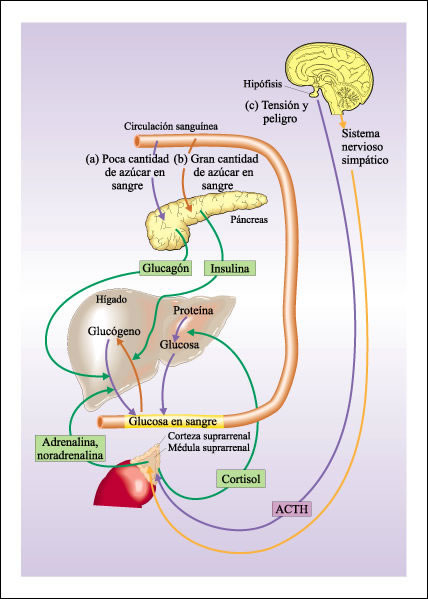 Hipófisis
(c) Tensión y
peligro
Circulación sanguínea
Sistema
nervioso
simpático
(a) Poca cantidad
de azúcar en
sangre
(b) Gran cantidad
de azúcar en
sangre
Páncreas
Glucagón
Insulina
Hígado
Proteína
Glucógeno
Glucosa
Glucosa en sangre
Corteza suprarrenal
Médula suprarrenal
Adrenalina,
noradrenalina
Cortisol
ACTH